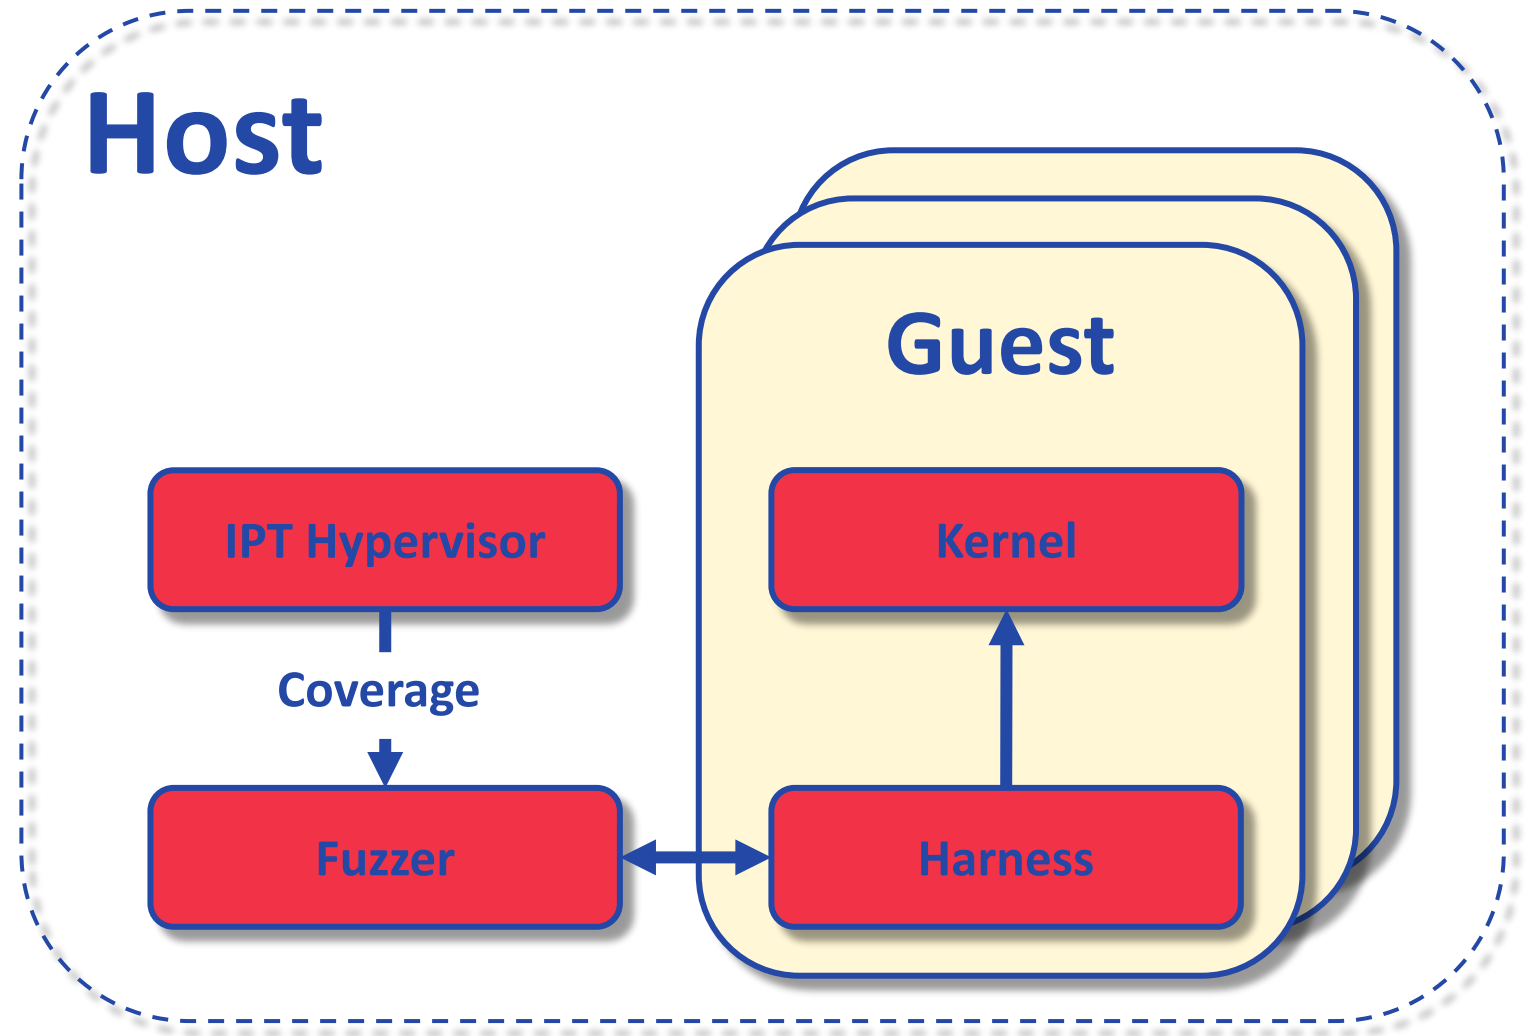 Host
Guest
IPT Hypervisor
Kernel
Coverage
Fuzzer
Harness